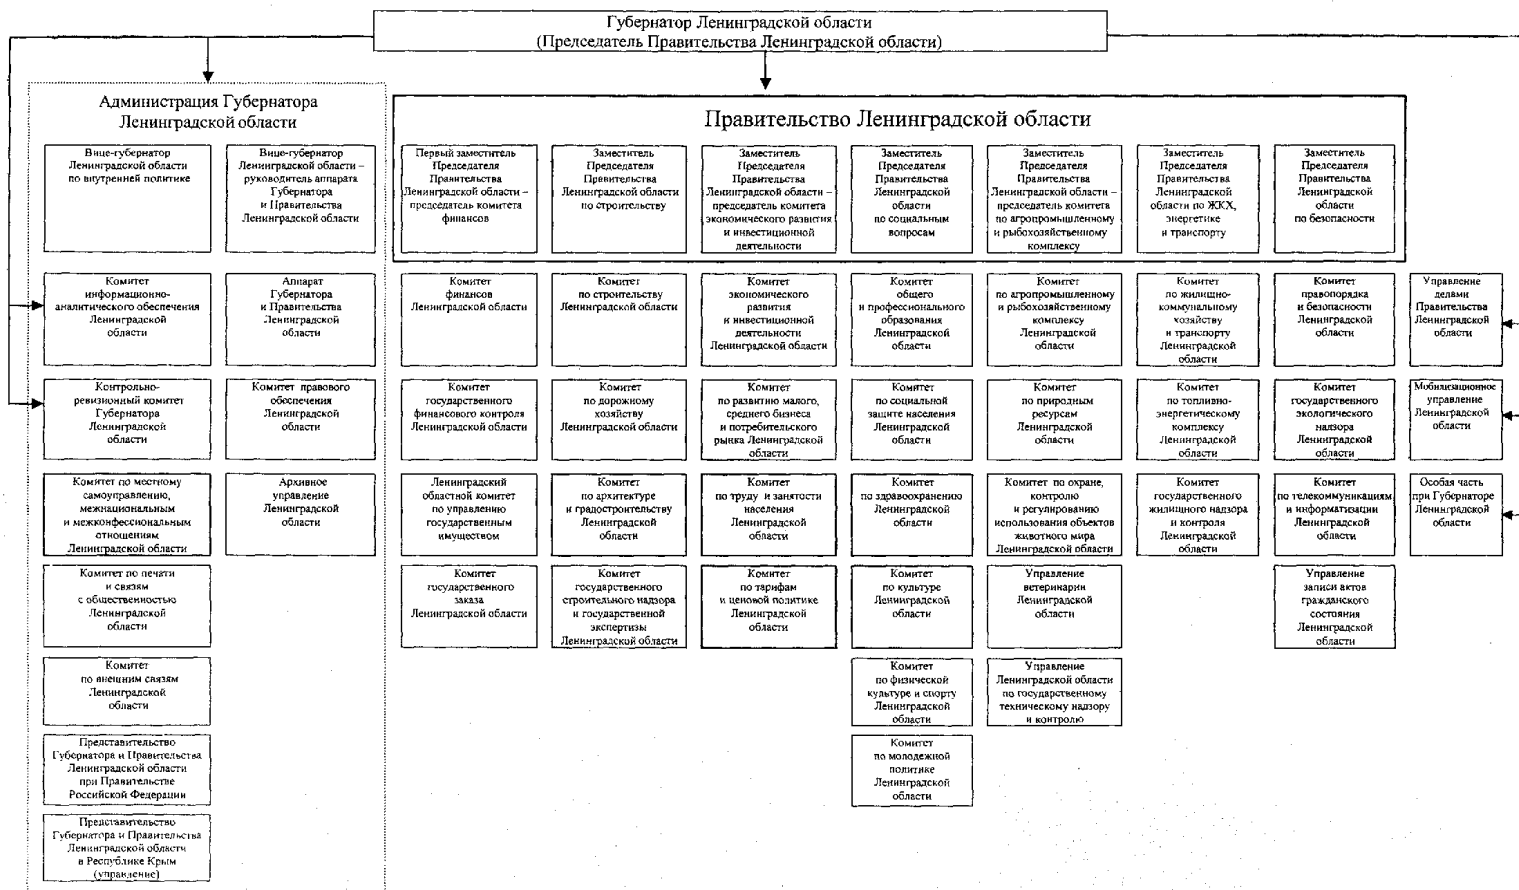 Губернатор Ленинградской области
(Председатель Правительства Ленинградской области)
Администрация Губернатора
Ленинградской области
Правительство Ленинградской области
Вице-губернатор
Ленинградской области
по внутренней политике
Вице-губернатор
Ленинградской области –
руководитель аппарата
Губернатора
и Правительства
Ленинградской области
Первый заместитель
Председателя
Правительства
Ленинградской области –
председатель комитета
финансов
Заместитель
Председателя
Правительства
Ленинградской области
по строительству
Заместитель
Председателя
Правительства
Ленинградской области –
председатель комитета
экономического развития
и инвестиционной
деятельности
Заместитель
Председателя
Правительства
Ленинградской
области
по социальным
вопросам
Заместитель
Председателя
Правительства
Ленинградской области –
председатель комитета
по агропромышленному
и рыбохозяйственному
комплексу
Заместитель
Председателя
Правительства
Ленинградской
области по ЖКХ,
энергетике
и транспорту
Заместитель
Председателя
Правительства
Ленинградской
области
по безопасности
Комитет
информационно-
аналитического обеспечения
Ленинградской
области
Аппарат
Губернатора
и Правительства
Ленинградской
области
Комитет
финансов
Ленинградской области
Комитет
по строительству
Ленинградской области
Комитет
экономического
развития
и инвестиционной
деятельности
Ленинградской области
Комитет
общего
и профессионального
образования
Ленинградской
области
Комитет
по агропромышленному
и рыбохозяйственному
комплексу
Ленинградской
области
Комитет
по жилищно-
коммунальному
хозяйству
и транспорту
Ленинградской
области
Комитет
правопорядка
и безопасности
Ленинградской
области
Управление
делами
Правительства
Ленинградской
области
Контрольно-
ревизионный комитет
Губернатора
Ленинградской
области
Комитет правового
обеспечения
Ленинградской
области
Комитет
государственного
финансового контроля
Ленинградской
области
Комитет
по дорожному
хозяйству
Ленинградской области
Комитет
по развитию малого,
среднего бизнеса
и потребительского
рынка Ленинградской
области
Комитет
по социальной
защите населения
Ленинградской
области
Комитет
по природным
ресурсам
Ленинградской
области
Комитет
по топливно-
энергетическому
комплексу
Ленинградской
области
Комитет
государственного
экологического
надзора
Ленинградской
области
Мобилизационное
управление
Ленинградской
области
Комитет по местному
самоуправлению,
межнациональным
и межконфессиональным
отношениям
Ленинградской области
Архивное
управление
Ленинградской
области
Ленинградский
областной комитет
по управлению
государственным
имуществом
Комитет
по архитектуре
и градостроительству
Ленинградской
области
Комитет
по труду и занятости
населения
Ленинградской
области
Комитет
по здравоохранению
Ленинградской
области
Комитет по охране,
контролю
и регулированию
использования объектов
животного мира
Ленинградской области
Комитет
государственного
жилищного надзора
и контроля
Ленинградской
области
Комитет
по телекоммуникациям
и информатизации
Ленинградской
области
Особая часть
при Губернаторе
Ленинградской
области
Комитет по печати
и связям
с общественностью
Ленинградской
области
Комитет
государственного
заказа
Ленинградской области
Комитет
государственного
строительного надзора
и государственной
экспертизы
Ленинградской области
Комитет
по тарифам
и ценовой политике
Ленинградской
области
Комитет
по культуре
Ленинградской
области
Управление
ветеринарии
Ленинградской
области
Управление
записи актов
гражданского
состояния
Ленинградской
области
Комитет
по внешним связям
Ленинградской
области
Комитет
по физической
культуре и спорту
Ленинградской
области
Управление
Ленинградской области
по государственному
техническому надзору
и контролю
Представительство
Губернатора и Правительства
Ленинградской области
при Правительстве
Российской Федерации
Комитет
по молодежной
политике
Ленинградской
области
Представительство
Губернатора и Правительства
Ленинградской области
в Республике Крым
(управление)